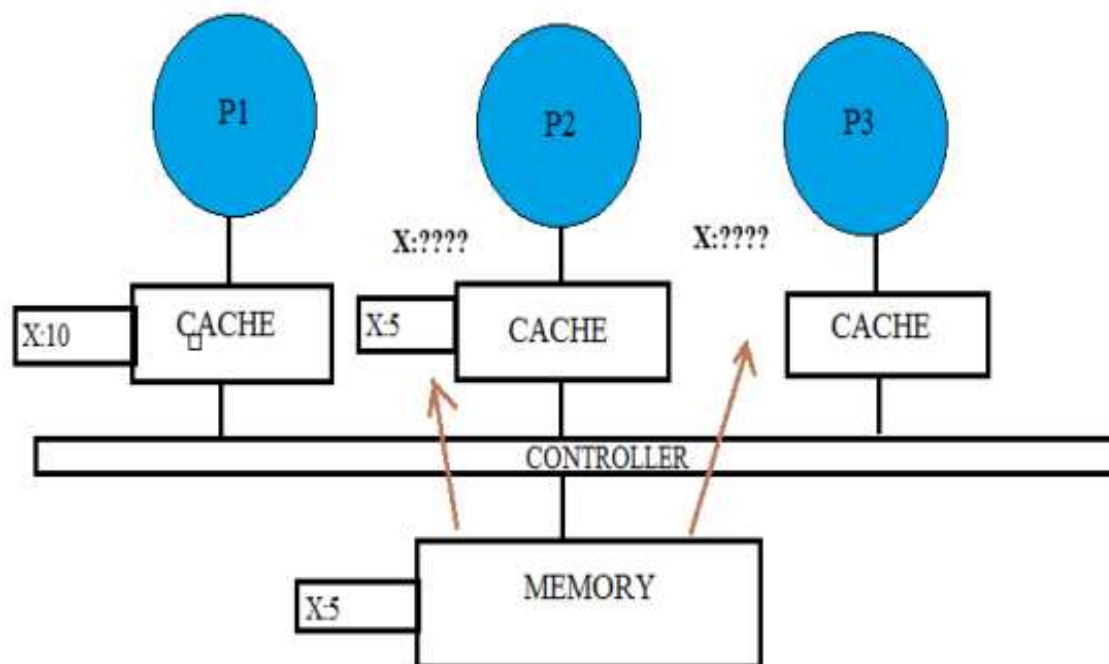 P1
P2
P3
X:????
X:????
X:10
CACHE
X:5
CACHE
CACHE
CONTROLLER
MEMORY
X:5